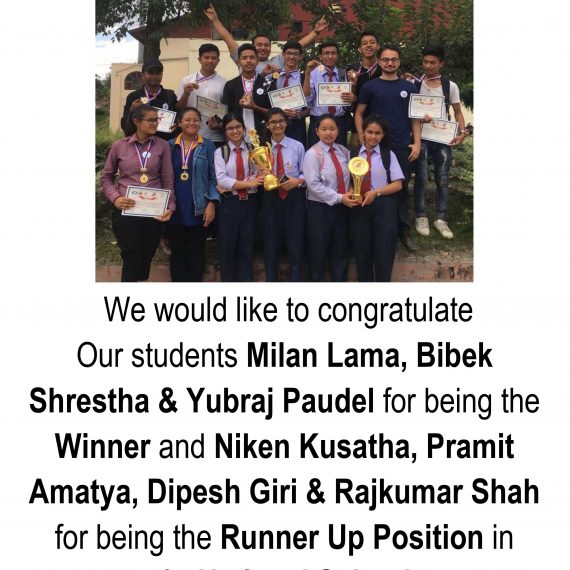 We would like to congratulate
Our students Milan Lama, Bibek
Shrestha & Yubraj Paudel for being the
Winner and Niken Kusatha, Pramit
Amatya, Dipesh Giri & Rajkumar Shah
for being the Runner Up Position in